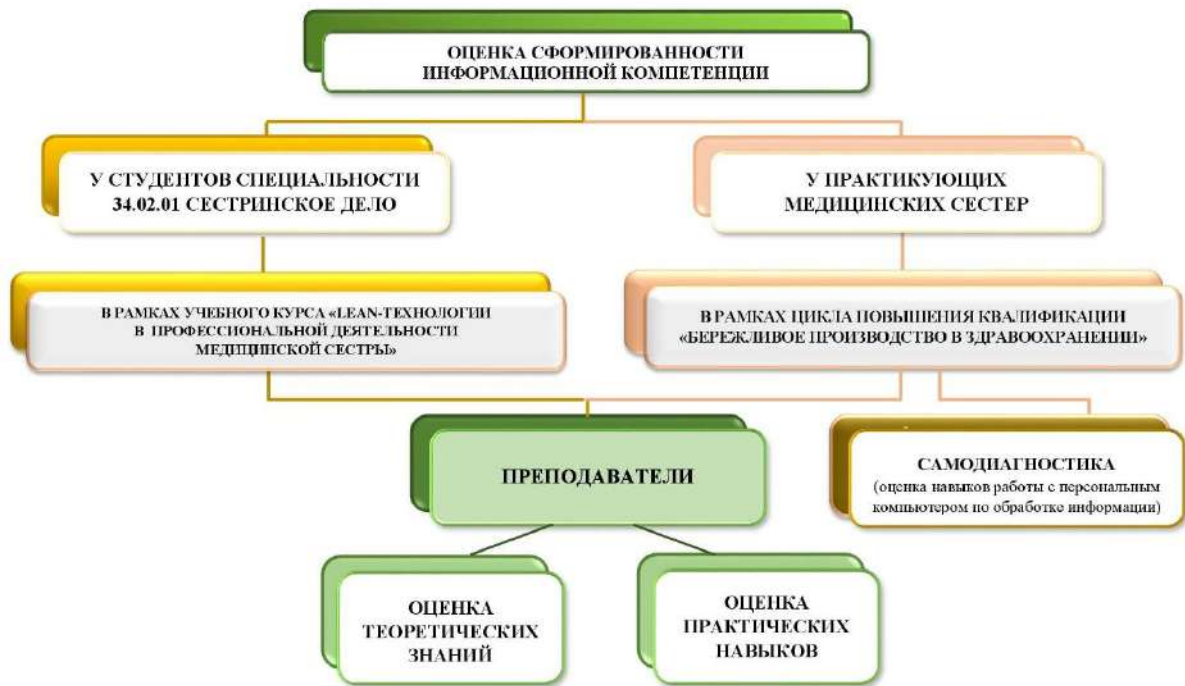 ОЦЕНКА СФОРМИРОВАННОСТИ
ИНФОРМАЦИОННОЙ КОМПЕТЕНЦИИ
У СТУДЕНТОВ СПЕЦИАЛЬНОСТИ
34.02.01 СЕСТРИНСКОЕ ДЕЛО
У ПРАКТИКУЮЩИХ
МЕДИЦИНСКИХ СЕСТЕР
В РАМКАХ УЧЕБНОГО КУРСА «LEAN-ТЕХНОЛОГИИ
В ПРОФЕССИОНАЛЬНОЙ ДЕЯТЕЛЬНОСТИ
МЕДИЦИНСКОЙ СЕСТРЫ»
В РАМКАХ ЦИКЛА ПОВЫШЕНИЯ КВАЛИФИКАЦИИ
«БЕРЕЖЛИВОЕ ПРОИЗВОДСТВО В ЗДРАВООХРАНЕНИИ»
ПРЕПОДАВАТЕЛИ
САМОДИАГНОСТИКА
(оценка навыков работы с персональным
компьютером по обработке информации)
ОЦЕНКА
ТЕОРЕТИЧЕСКИХ
ЗНАНИЙ
ОЦЕНКА
ПРАКТИЧЕСКИХ
НАВЫКОВ